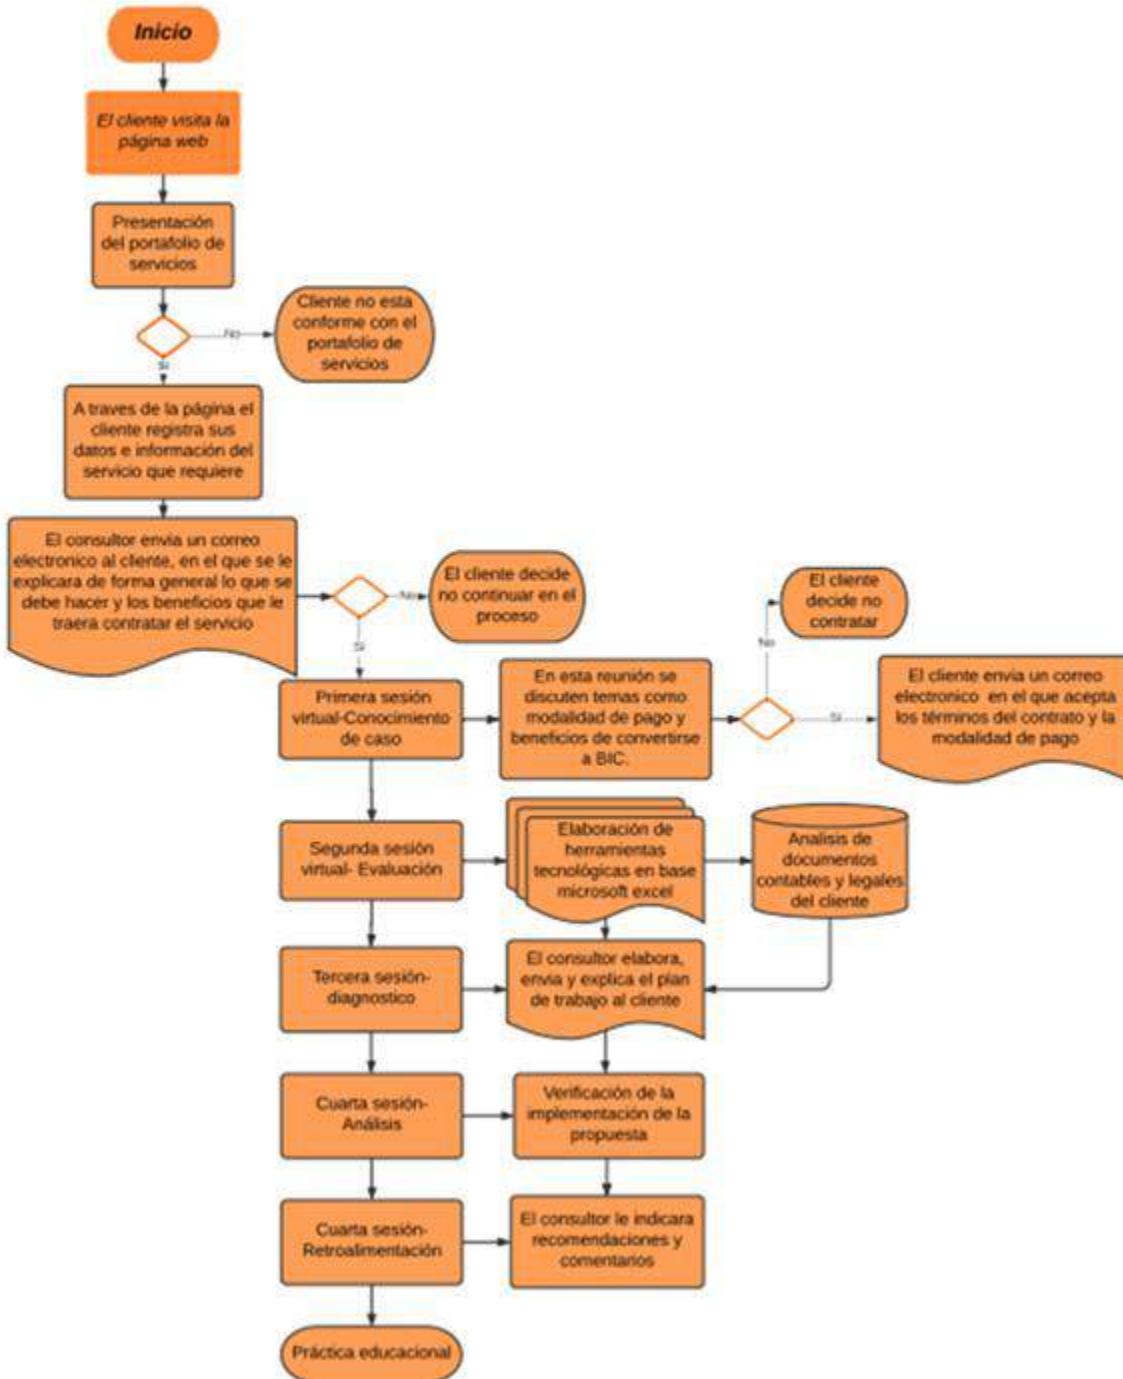 Inicio
El cliente visita la
página web
Presentación
del portafolio de
servicios
No
Cliente no esta
conforme con el
portafolio de
servicios
Si
A traves de la página el
cliente registra sus
datos e información del
servicio que requiere
El consultor envia un correo
electronico al cliente, en el que se le
explicara de forma general lo que se
debe hacer y los beneficios que le
traera contratar el servicio
No
El cliente decide
no continuar en el
proceso
Si
El cliente
decide no
contratar
No
Primera sesión
virtual-Conocimiento
de caso
En esta reunión se
discuten temas como
modalidad de pago y
beneficios de convertirse
a BIC.
Si
El cliente envia un correo
electronico en el que acepta
los términos del contrato y la
modalidad de pago
Segunda sesión
virtual- Evaluación
Elaboración de
herramientas
tecnológicas en base
microsoft excel
Analisis de
documentos
contables y legales
del cliente
Tercera sesión-
diagnostico
El consultor elabora,
envia y explica el plan
de trabajo al cliente
Cuarta sesión-
Análisis
Verificación de la
implementación de la
propuesta
Cuarta sesión-
Retroalimentación
El consultor le indicara
recomendaciones y
comentarios
Práctica educacional